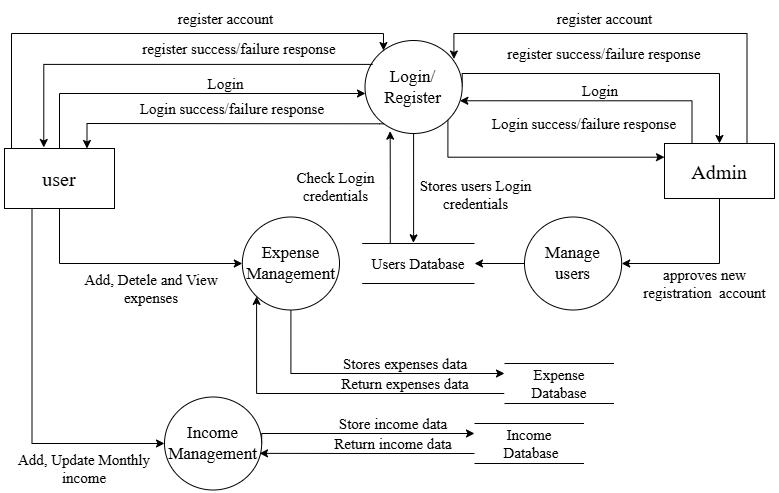 register account
register account
register success/failure response
register success/failure response
Login/
Register
Login
Login
Login success/failure response
Login success/failure response
user
Admin
Check Login
credentials
Stores users Login
credentials
Expense
Management
Users Database
Manage
users
Add, Detele and View
expenses
approves new
registration account
Stores expenses data
Return expenses data
Expense
Database
Income
Management
Store income data
Return income data
Income
Database
Add, Update Monthly
income